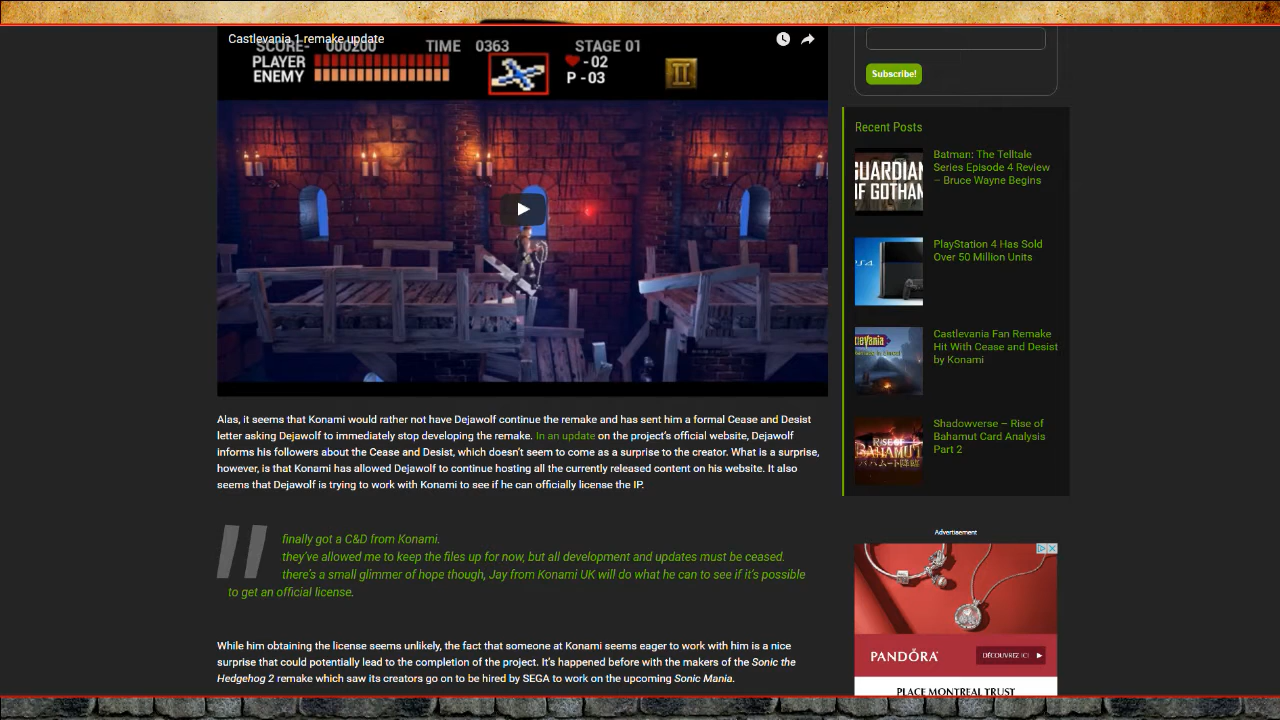 Castlevania 1 remake update
SCORE- 000200 TIME 0363 STAGE 01
PLAYER
ENEMY
-02
P -03
II
Alas, it seems that Konami would rather not have Dejawolf continue the remake and has sent him a formal Cease and Desist
letter asking Dejawolf to immediately stop developing the remake. In an update on the project's official website, Dejawolf
informs his followers about the Cease and Desist, which doesn't seem to come as a surprise to the creator. What is a surprise,
however, is that Konami has allowed Dejawolf to continue hosting all the currently released content on his website. It also
seems that Dejawolf is trying to work with Konami to see if he can officially license the IP.
finally got a C&D from Konami.
they've allowed me to keep the files up for now, but all development and updates must be ceased.
there's a small glimmer of hope though, Jay from Konami UK will do what he can to see if it's possible
to get an official license.
While him obtaining the license seems unlikely, the fact that someone at Konami seems eager to work with him is a nice
surprise that could potentially lead to the completion of the project. It's happened before with the makers of the Sonic the
Hedgehog 2 remake which saw its creators go on to be hired by SEGA to work on the upcoming Sonic Mania.
Subscribe!
Recent Posts
GUARDIAN
OF GOTHAM
Batman: The Telltale
Series Episode 4 Review
– Bruce Wayne Begins
PS4
PlayStation 4 Has Sold
Over 50 Million Units
Castlevania Fan Remake
Hit With Cease and Desist
by Konami
RISE OF
BAHAMUT
バハムート降臨
Shadowverse – Rise of
Bahamut Card Analysis
Part 2
Advertisement
PANDÖRA
DÉCOUVREZ ICI
PLACE MONTREAL TRUST